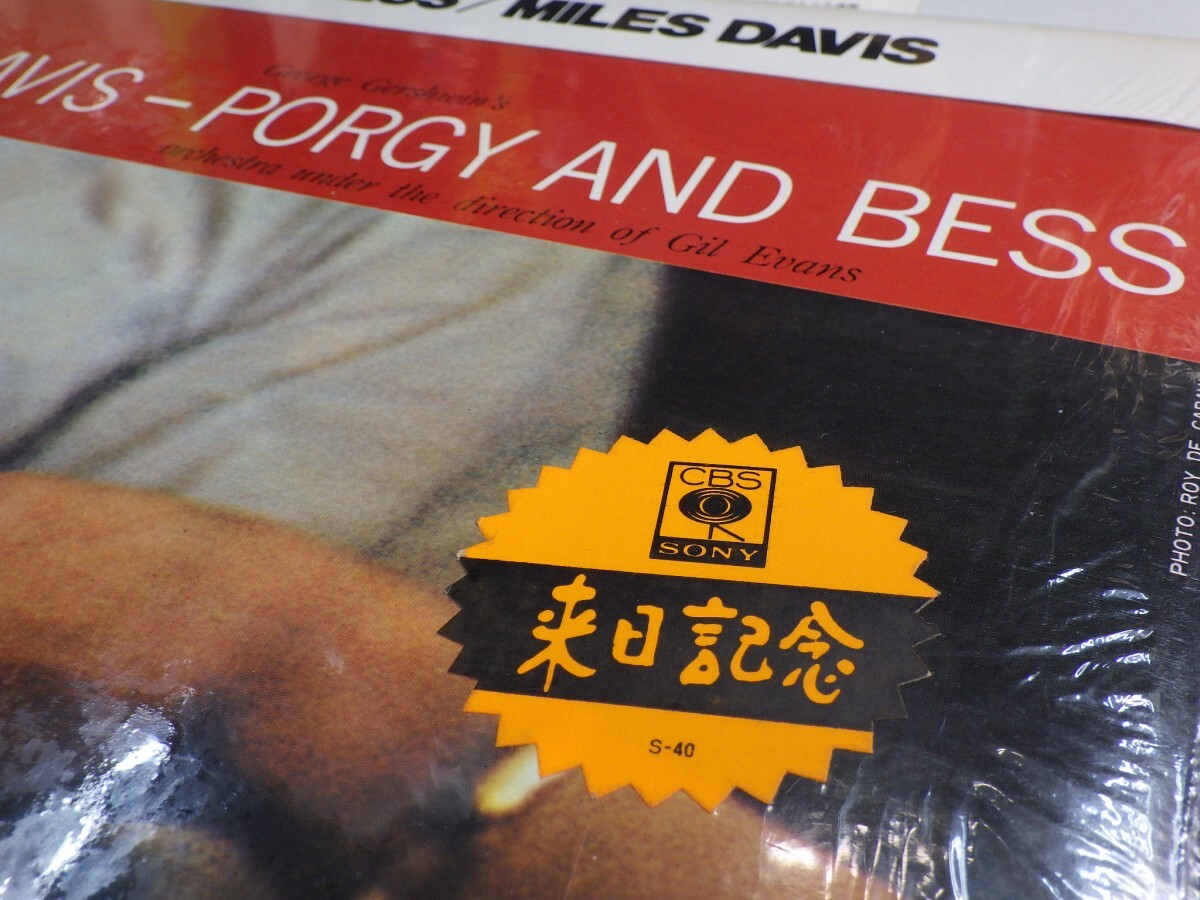 /MILES DAVIS
George Gershwin's
AVIS – PORGY AND BESS
orchestra under the direction of Gil Evans
PHOTO: ROY DE CARA
CBS
SONY
来日記念
S-40